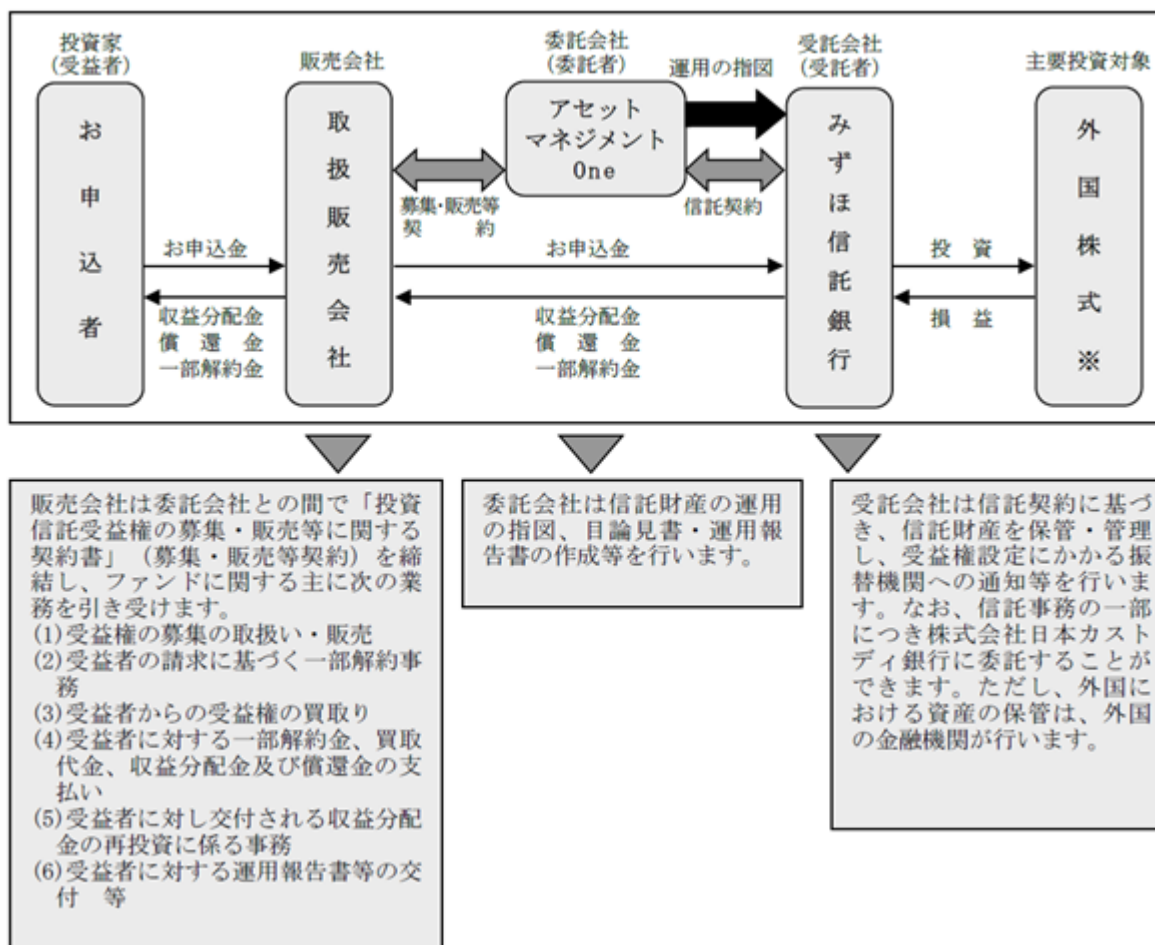 投資家
(受益者)
お申込者
販売会社
取扱販売会社
委託会社
(委託者)
アセット
マネジメント
One
運用の指図
受託会社
(受託者)
みずほ信託銀行
主要投資対象
外国株式※
募集・販売等
契　　約
信託契約
お申込金
収益分配金
償　還　金
一部解約金
お申込金
収益分配金
償　還　金
一部解約金
投　資
損　益
販売会社は委託会社との間で「投資
信託受益権の募集・販売等に関する
契約書」（募集・販売等契約）を締
結し、ファンドに関する主に次の業
務を引き受けます。
(1)受益権の募集の取扱い・販売
(2)受益者の請求に基づく一部解約事
務
(3)受益者からの受益権の買取り
(4)受益者に対する一部解約金、買取
代金、収益分配金及び償還金の支
払い
(5)受益者に対し交付される収益分配
金の再投資に係る事務
(6)受益者に対する運用報告書等の交
付　等
委託会社は信託財産の運用
の指図、目論見書・運用報
告書の作成等を行います。
受託会社は信託契約に基づ
き、信託財産を保管・管理
し、受益権設定にかかる振
替機関への通知等を行いま
す。なお、信託事務の一部
につき株式会社日本カスト
ディ銀行に委託することが
できます。ただし、外国に
おける資産の保管は、外国
の金融機関が行います。